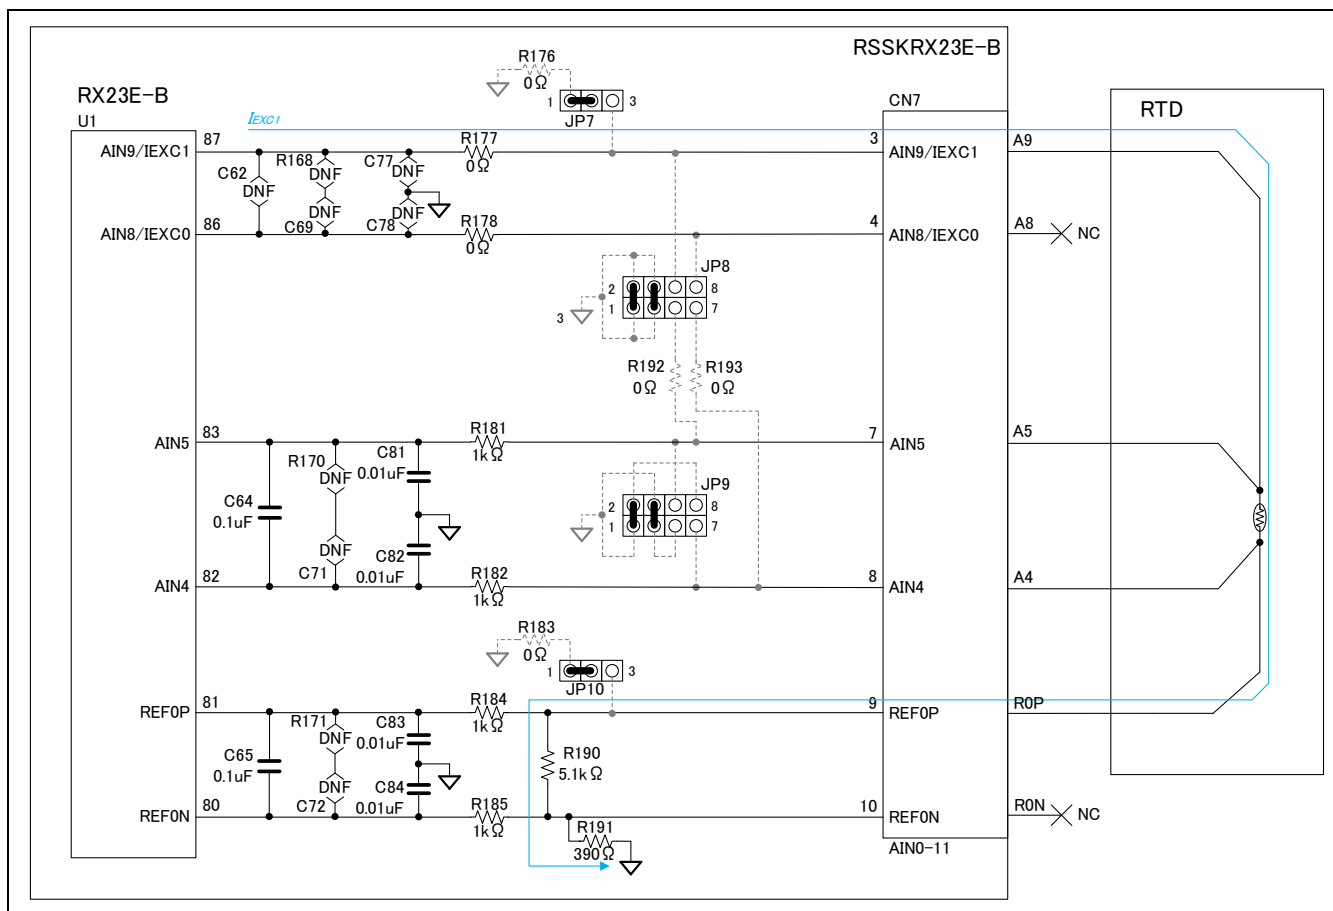 RSSKRX23E-B
R176
0Ω
1
3
JP7
RX23E-B
U1
CN7
RTD
IEXC1
AIN9/IEXC1
87
R177
0Ω
3
AIN9/IEXC1
A9
C62
DNF
R168
DNF
C77
DNF
DNF
C69
DNF
C78
AIN8/IEXC0
86
R178
0Ω
4
AIN8/IEXC0
A8
NC
JP8
2
8
1
7
3
R192
0Ω
R193
0Ω
AIN5
83
R181
1kΩ
7
AIN5
A5
R170
DNF
C81
0.01uF
C64
0.1uF
JP9
2
8
1
7
DNF
C71
C82
0.01uF
AIN4
82
R182
1kΩ
8
AIN4
A4
R183
0Ω
1
3
JP10
REF0P
81
R184
1kΩ
9
REF0P
R0P
R171
DNF
C83
0.01uF
C65
0.1uF
R190
5.1kΩ
DNF
C72
C84
0.01uF
REF0N
80
R185
1kΩ
10
REF0N
R0N
NC
R191
390Ω
AIN0-11